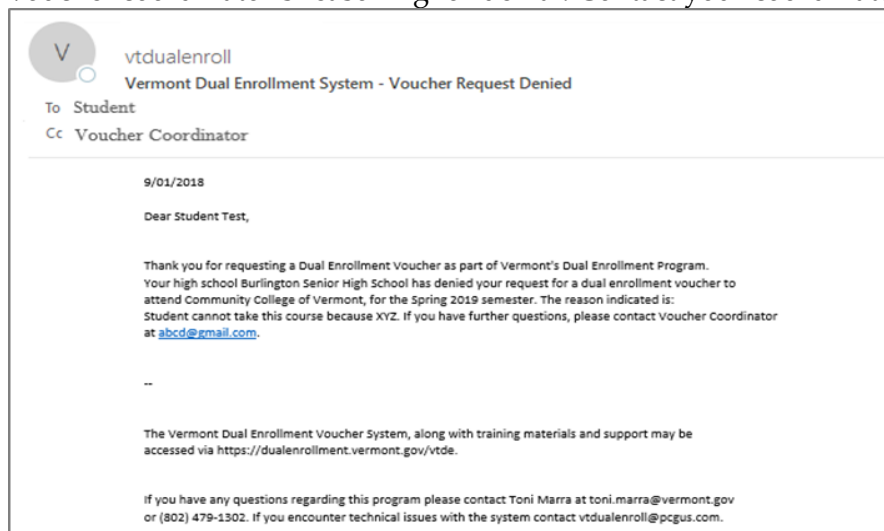 V
vtdualenroll
Vermont Dual Enrollment System - Voucher Request Denied
To Student
Cc Voucher Coordinator
9/01/2018
Dear Student Test,
Thank you for requesting a Dual Enrollment Voucher as part of Vermont's Dual Enrollment Program.
Your high school Burlington Senior High School has denied your request for a dual enrollment voucher to
attend Community College of Vermont, for the Spring 2019 semester. The reason indicated is:
Student cannot take this course because XYZ. If you have further questions, please contact Voucher Coordinator
at abcd@gmail.com.
--
The Vermont Dual Enrollment Voucher System, along with training materials and support may be
accessed via https://dualenrollment.vermont.gov/vtde.
If you have any questions regarding this program please contact Toni Marra at toni.marra@vermont.gov
or (802) 479-1302. If you encounter technical issues with the system contact vtdualenroll@pcgus.com.